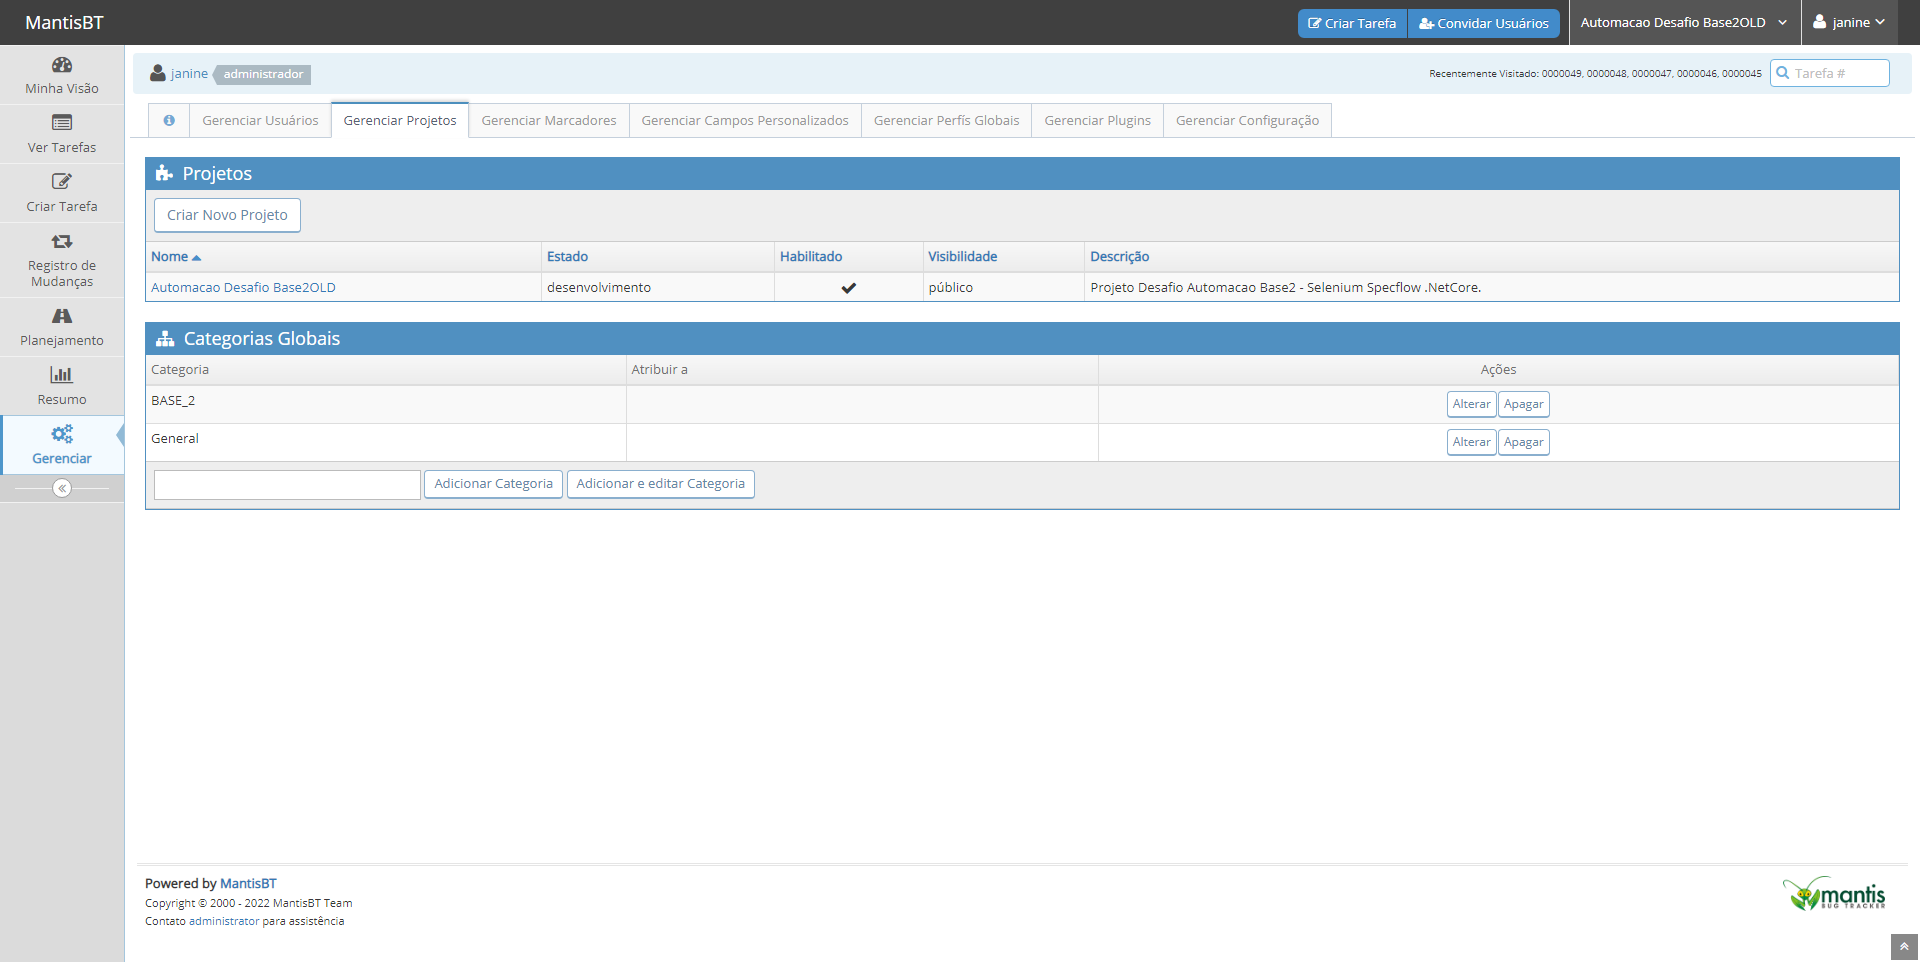 MantisBT
Criar Tarefa
Convidar Usuários
Automacao Desafio Base2OLD
janine
Minha Visão
Ver Tarefas
Criar Tarefa
Registro de
Mudanças
Planejamento
Resumo
Gerenciar
janine
administrador
Recentemente Visitado: 0000049, 0000048, 0000047, 0000046, 0000045
Tarefa #
Gerenciar Usuários
Gerenciar Projetos
Gerenciar Marcadores
Gerenciar Campos Personalizados
Gerenciar Perfís Globais
Gerenciar Plugins
Gerenciar Configuração
Projetos
Criar Novo Projeto
Nome Estado Habilitado Visibilidade Descrição
Automacao Desafio Base2OLD desenvolvimento público Projeto Desafio Automacao Base2 - Selenium Specflow .NetCore.
Categorias Globais
Categoria Atribuir a Ações
BASE_2 Alterar Apagar
General Alterar Apagar
Adicionar Categoria Adicionar e editar Categoria
Powered by MantisBT
Copyright © 2000 - 2022 MantisBT Team
Contato administrator para assistência
mantis
BUG TRACKER